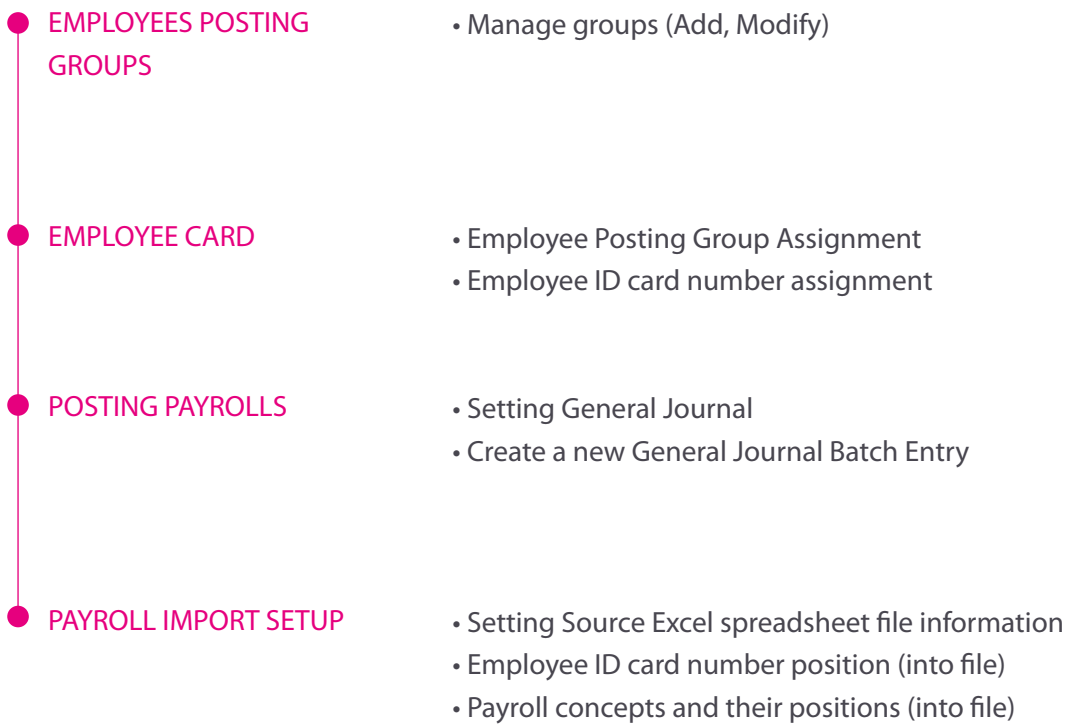 EMPLOYEES POSTING
GROUPS
• Manage groups (Add, Modify)
EMPLOYEE CARD
• Employee Posting Group Assignment
• Employee ID card number assignment
POSTING PAYROLLS
• Setting General Journal
• Create a new General Journal Batch Entry
PAYROLL IMPORT SETUP
• Setting Source Excel spreadsheet file information
• Employee ID card number position (into file)
• Payroll concepts and their positions (into file)